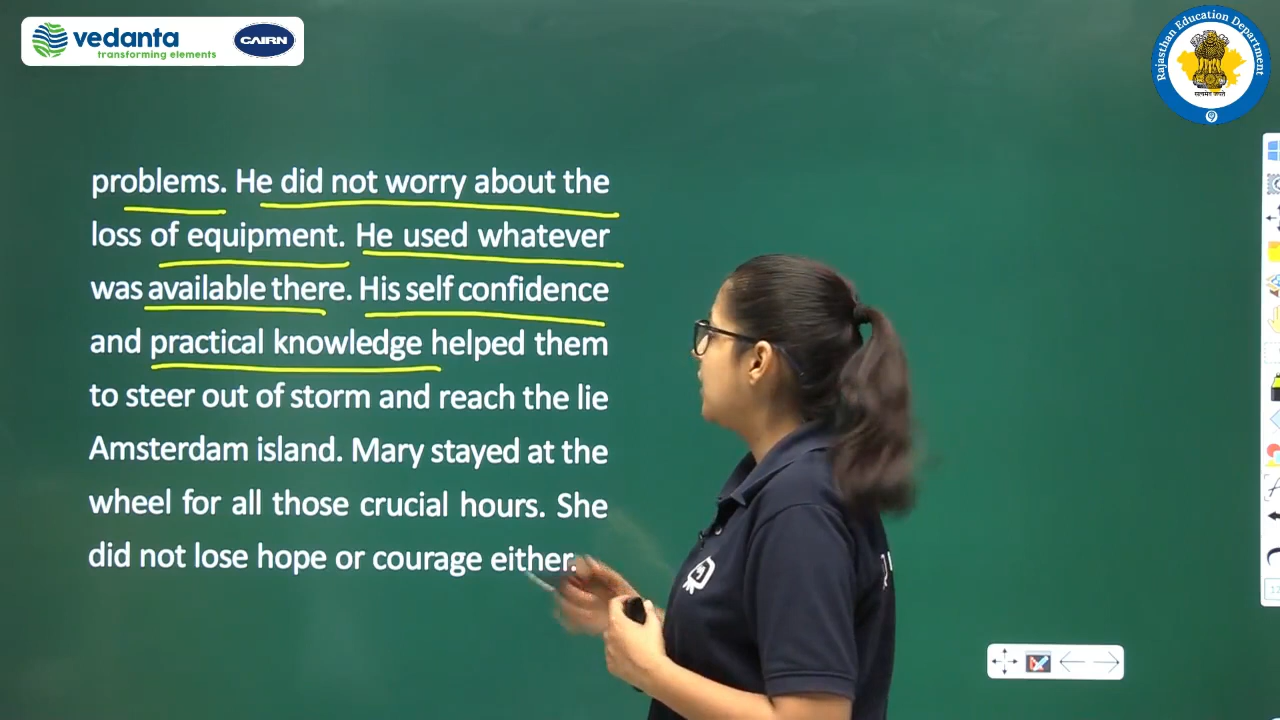 vedanta
transforming elements
CAIRN
Rajasthan Education Department
सत्यमेव जयते
problems. He did not worry about the
loss of equipment. He used whatever
was available there. His self confidence
and practical knowledge helped them
to steer out of storm and reach the lie
Amsterdam island. Mary stayed at the
wheel for all those crucial hours. She
did not lose hope or courage either.